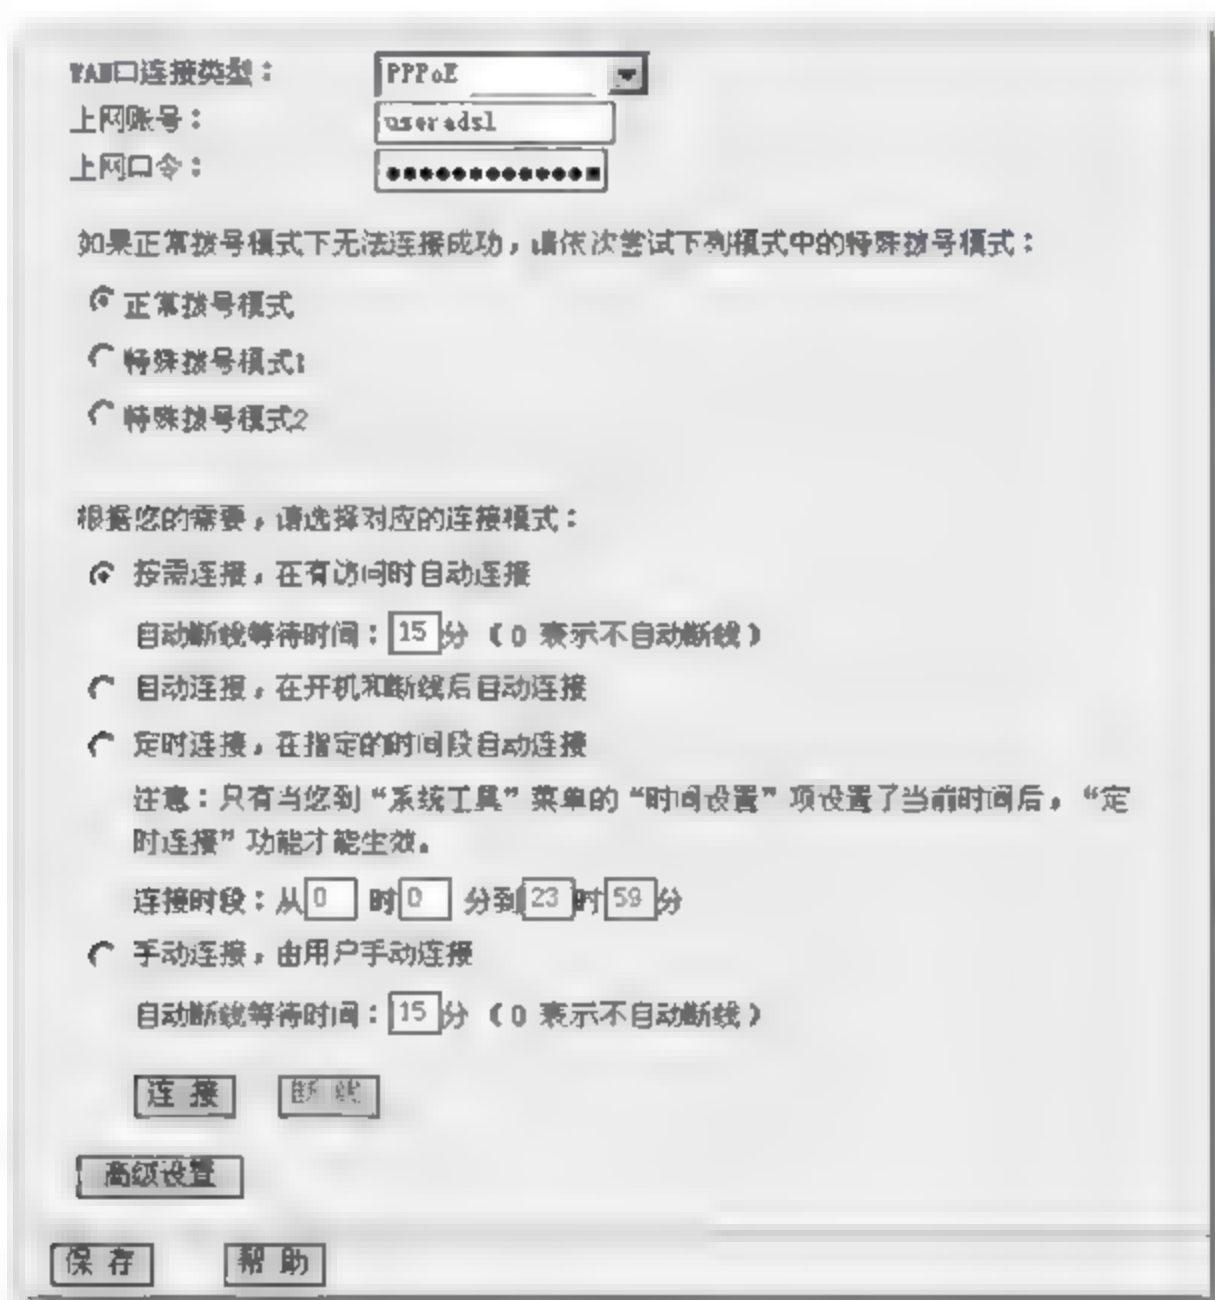 WAN口连接类型： PPPoE
上网账号： useradsl
上网口令： ●●●●●●●●●●●●■
如果正常拨号模式下无法连接成功，请依次尝试下列模式中的特殊拨号模式：
正常拨号模式
特殊拨号模式1
特殊拨号模式2
根据您的需要，请选择对应的连接模式：
按需连接，在有访问时自动连接
自动断线等待时间：15分（0 表示不自动断线）
自动连接，在开机和断线后自动连接
定时连接，在指定的时间段自动连接
注意：只有当您到“系统工具”菜单的“时间设置”项设置了当前时间后，“定
时连接”功能才能生效。
连接时段：从0 时0 分到23时59分
手动连接，由用户手动连接
自动断线等待时间：15分（0 表示不自动断线）
连 接 断 线
高级设置
保 存 帮 助